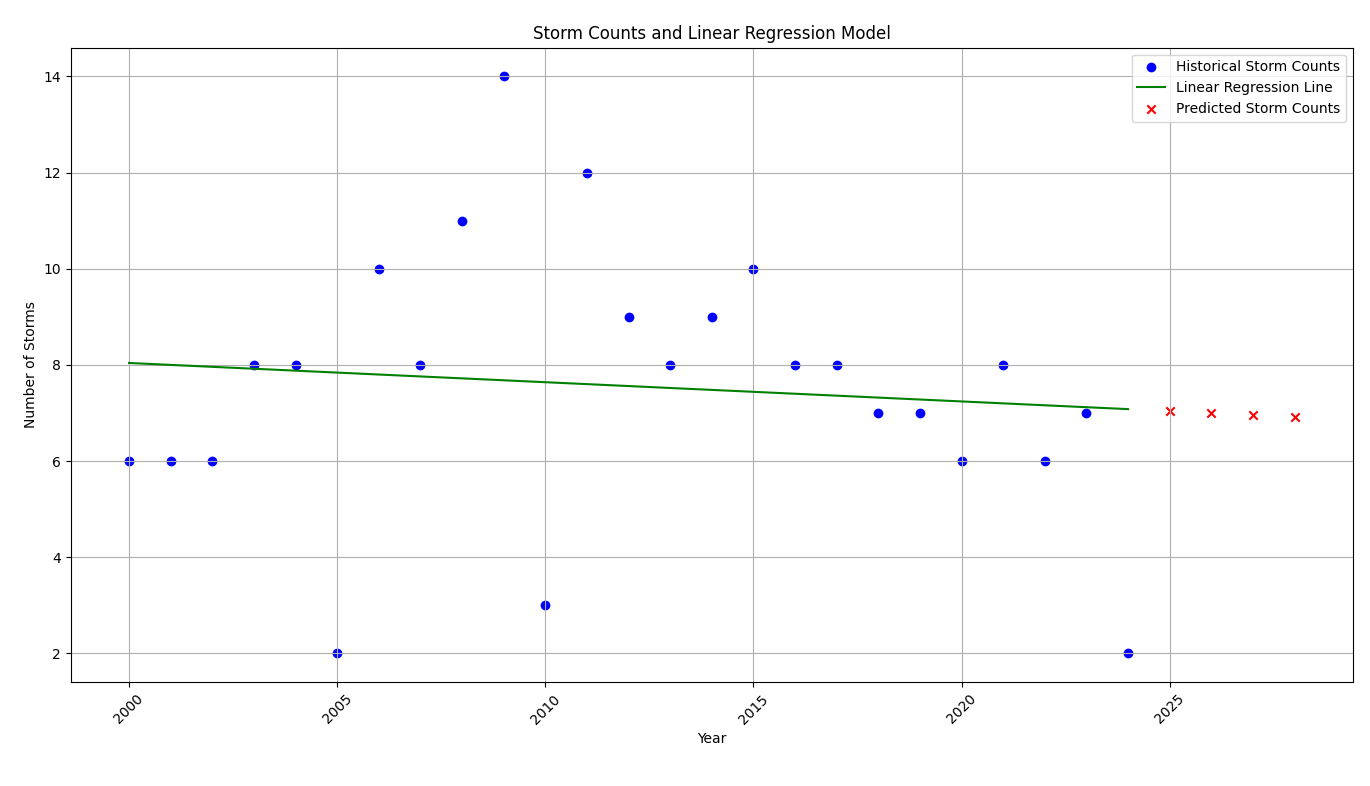 Storm Counts and Linear Regression Model
Historical Storm Counts
Linear Regression Line
Predicted Storm Counts
Number of Storms
14
12
10
8
6
4
2
2000
2005
2010
2015
2020
2025
Year